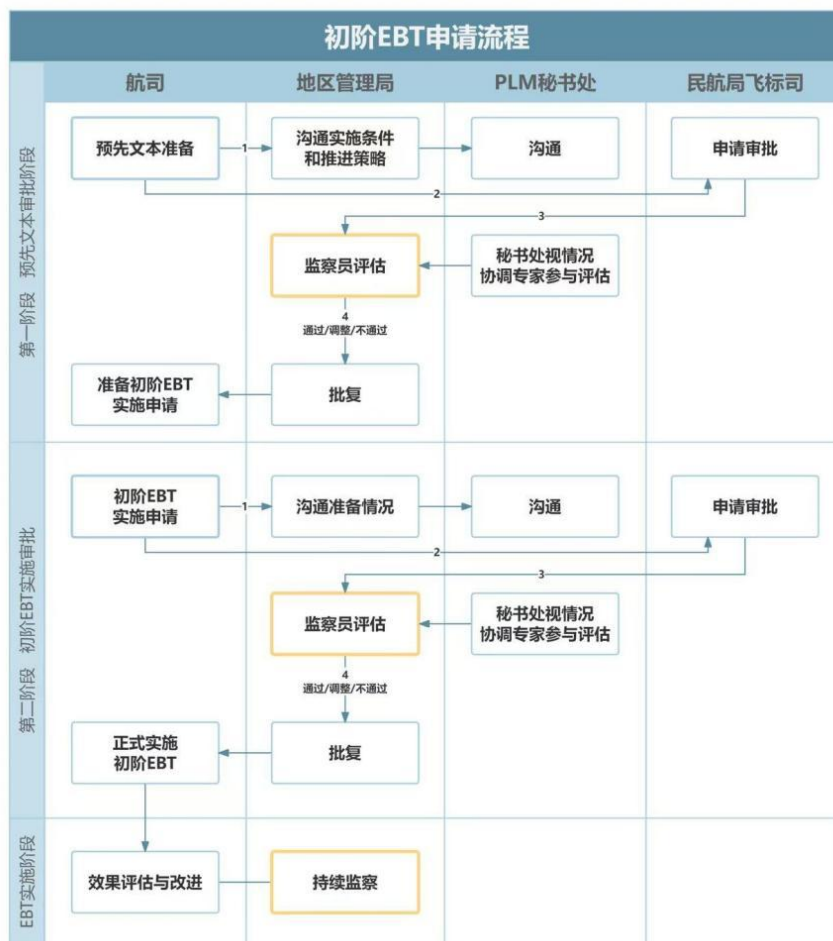 初阶EBT申请流程
航司
地区管理局
PLM秘书处
民航局飞标司
第一阶段 预先文本审批阶段
预先文本准备
1
沟通实施条件
和推进策略
沟通
申请审批
2
3
监察员评估
秘书处视情况
协调专家参与评估
4
通过/调整/不通过
准备初阶EBT
实施申请
批复
第二阶段 初阶EBT实施审批
初阶EBT
实施申请
1
沟通准备情况
沟通
申请审批
2
3
监察员评估
秘书处视情况
协调专家参与评估
4
通过/调整/不通过
正式实施
初阶EBT
批复
EBT实施阶段
效果评估与改进
持续监察